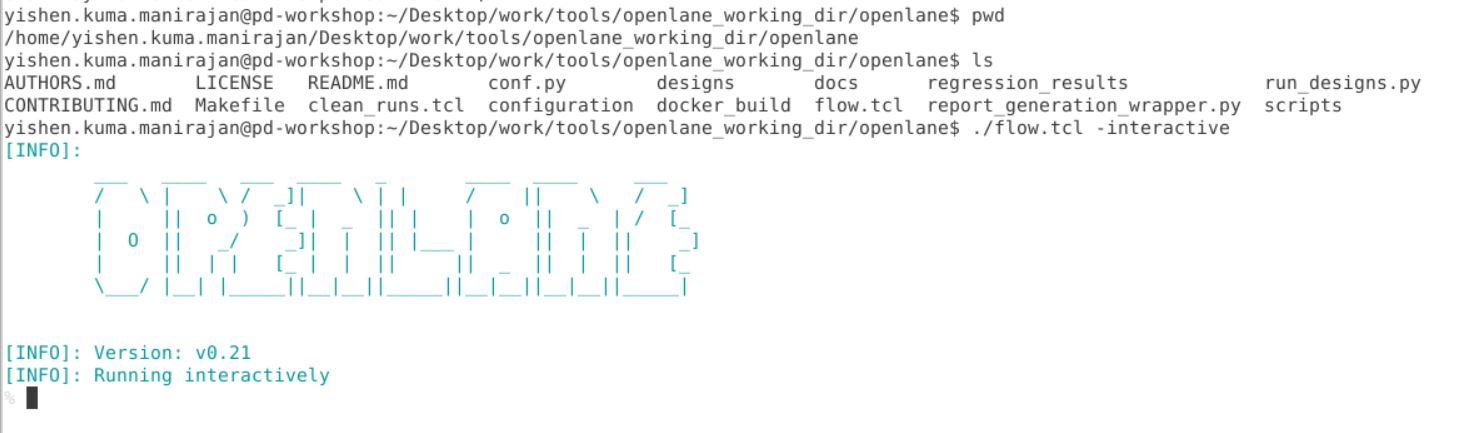 yishen.kuma.manirajan@pd-workshop:~/Desktop/work/tools/openlane_working_dir/openlane$ pwd
/home/yishen.kuma.manirajan/Desktop/work/tools/openlane_working_dir/openlane
yishen.kuma.manirajan@pd-workshop:~/Desktop/work/tools/openlane_working_dir/openlane$ ls
AUTHORS.md LICENSE README.md conf.py designs docs regression_results run_designs.py
CONTRIBUTING.md Makefile clean_runs.tcl configuration docker_build flow.tcl report_generation_wrapper.py scripts
yishen.kuma.manirajan@pd-workshop:~/Desktop/work/tools/openlane_working_dir/openlane$ ./flow.tcl -interactive
[INFO]:
OPENLANE
[INFO]: Version: v0.21
[INFO]: Running interactively
%